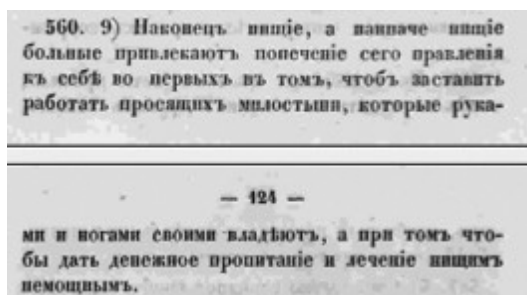 560. 9) Наконецъ нищіе, а наипаче нищіе
больные привлекаютъ попеченіе сего правленія
къ себѣ во первыхъ въ томъ, чтобъ заставить
работать просящихъ милостыни, которые рука-
— 124 —
ми и ногами своими владѣютъ, а при томъ что-
бы дать денежное пропитаніе и леченіе нищимъ
немощнымъ.